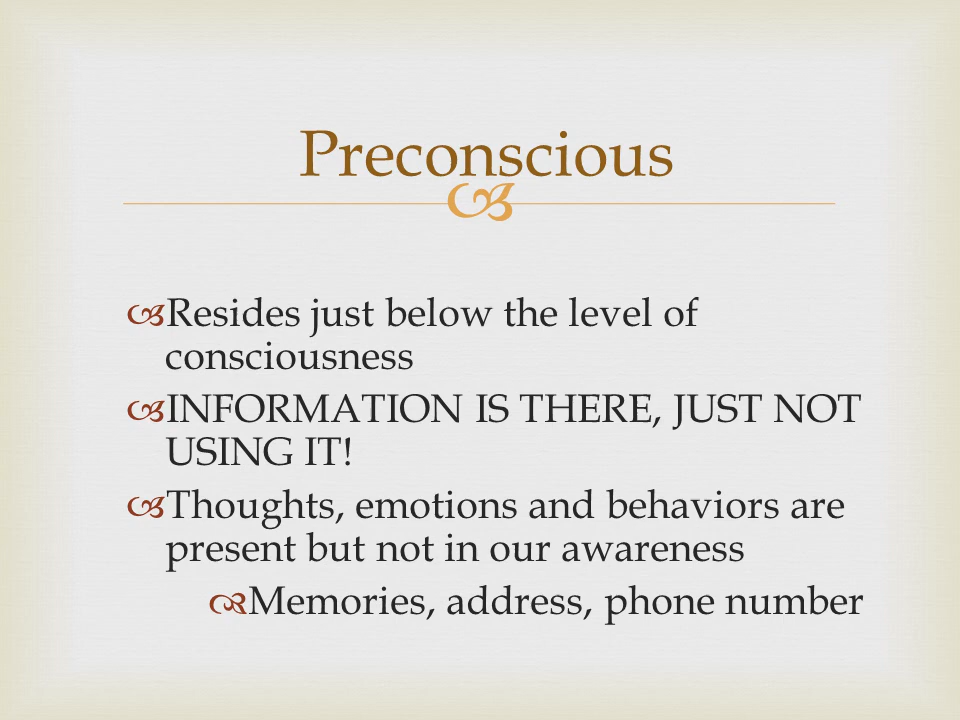 Preconscious
Resides just below the level of
consciousness
INFORMATION IS THERE, JUST NOT
USING IT!
Thoughts, emotions and behaviors are
present but not in our awareness
Memories, address, phone number